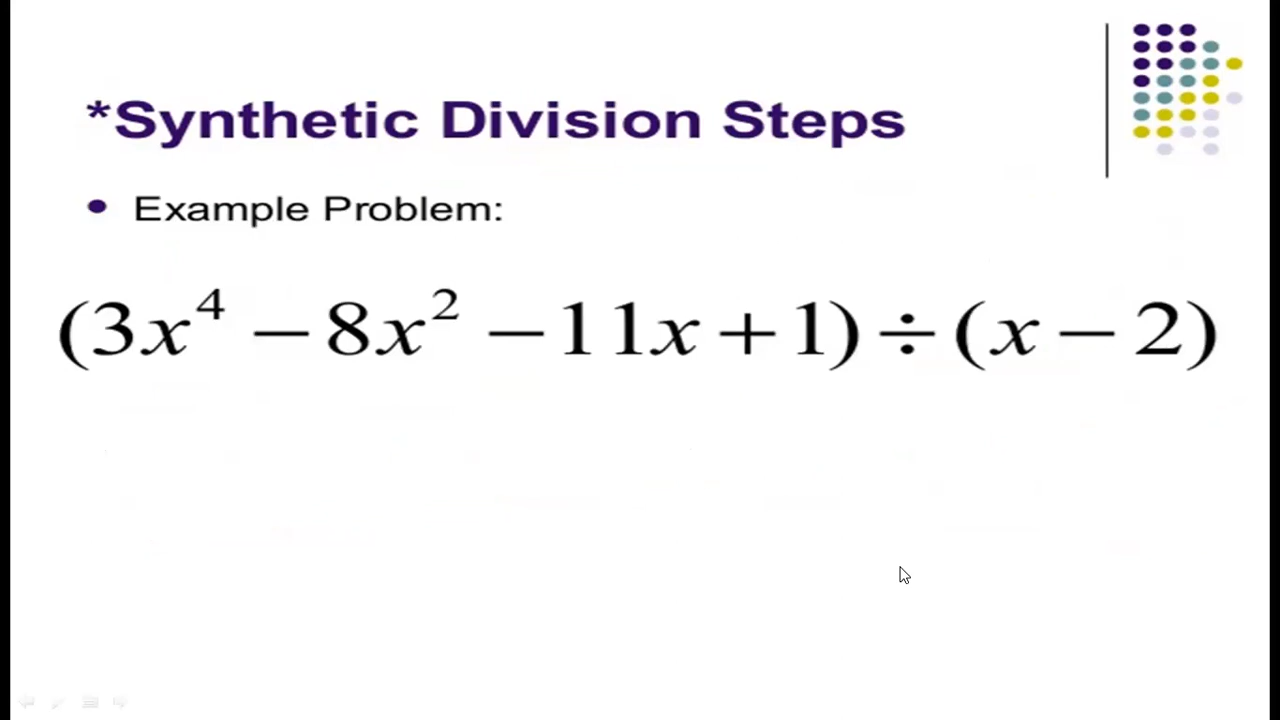 *Synthetic Division Steps
• Example Problem:
(3x⁴ − 8x² − 11x + 1) ÷ (x − 2)